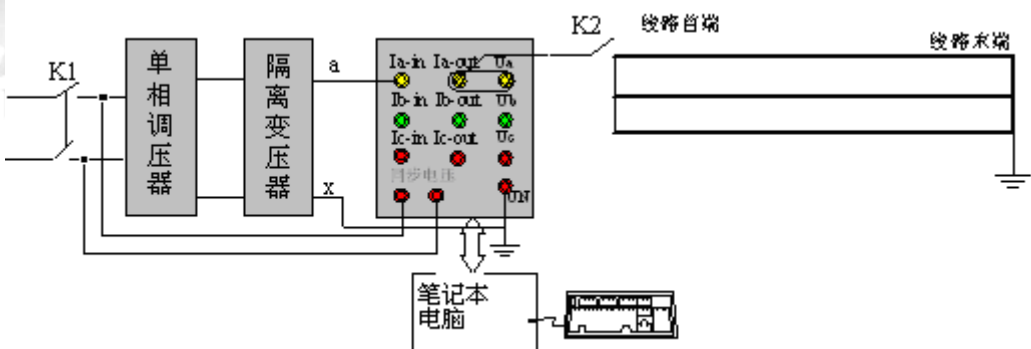 K2
线路首端
线路末端
K1
单相调压器
隔离变压器
a
x
Ia-in Ia-out Ua
Ib-in Ib-out Ub
Ic-in Ic-out Uc
同步电压
UN
笔记本
电脑